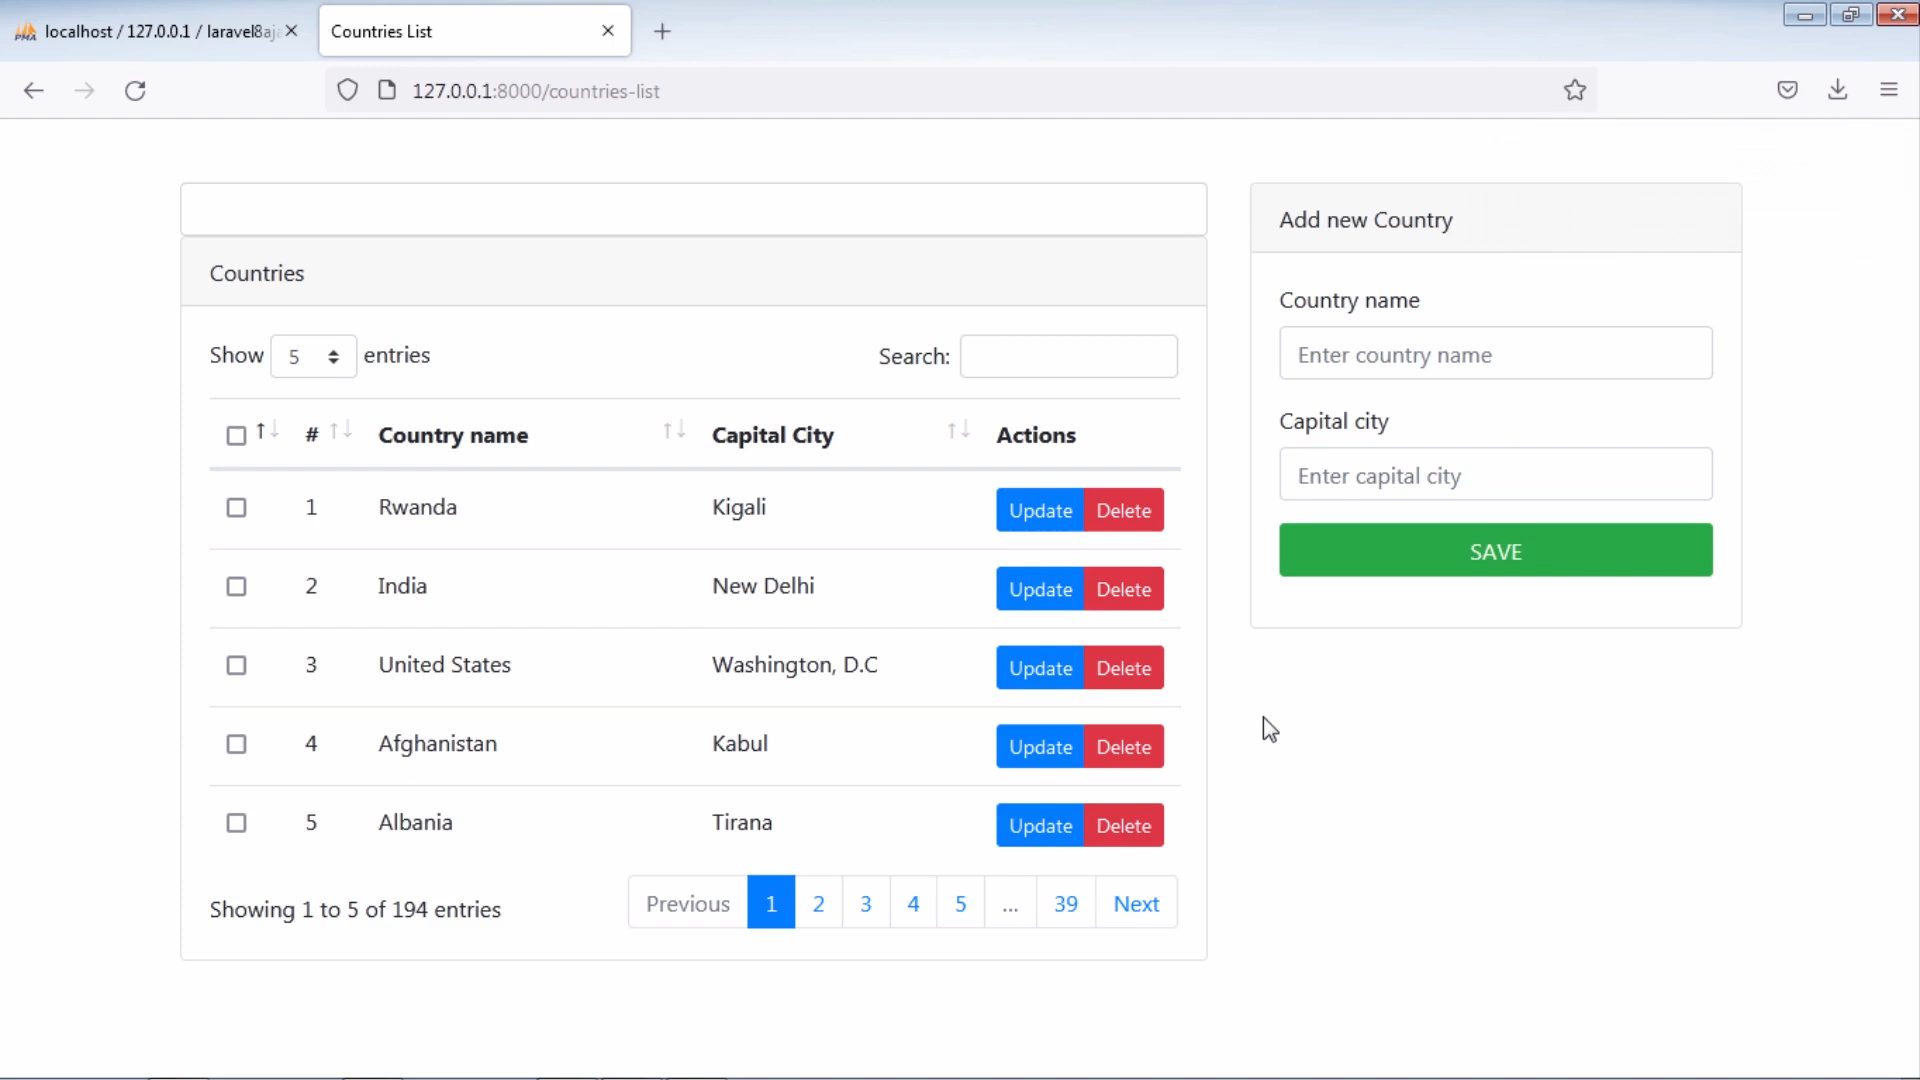 localhost / 127.0.0.1 / laravel8aj
Countries List
127.0.0.1:8000/countries-list
Countries
Show 5 entries
Search:
# Country name Capital City Actions
1 Rwanda Kigali Update Delete
2 India New Delhi Update Delete
3 United States Washington, D.C Update Delete
4 Afghanistan Kabul Update Delete
5 Albania Tirana Update Delete
Showing 1 to 5 of 194 entries
Previous 1 2 3 4 5 ... 39 Next
Add new Country
Country name
Enter country name
Capital city
Enter capital city
SAVE